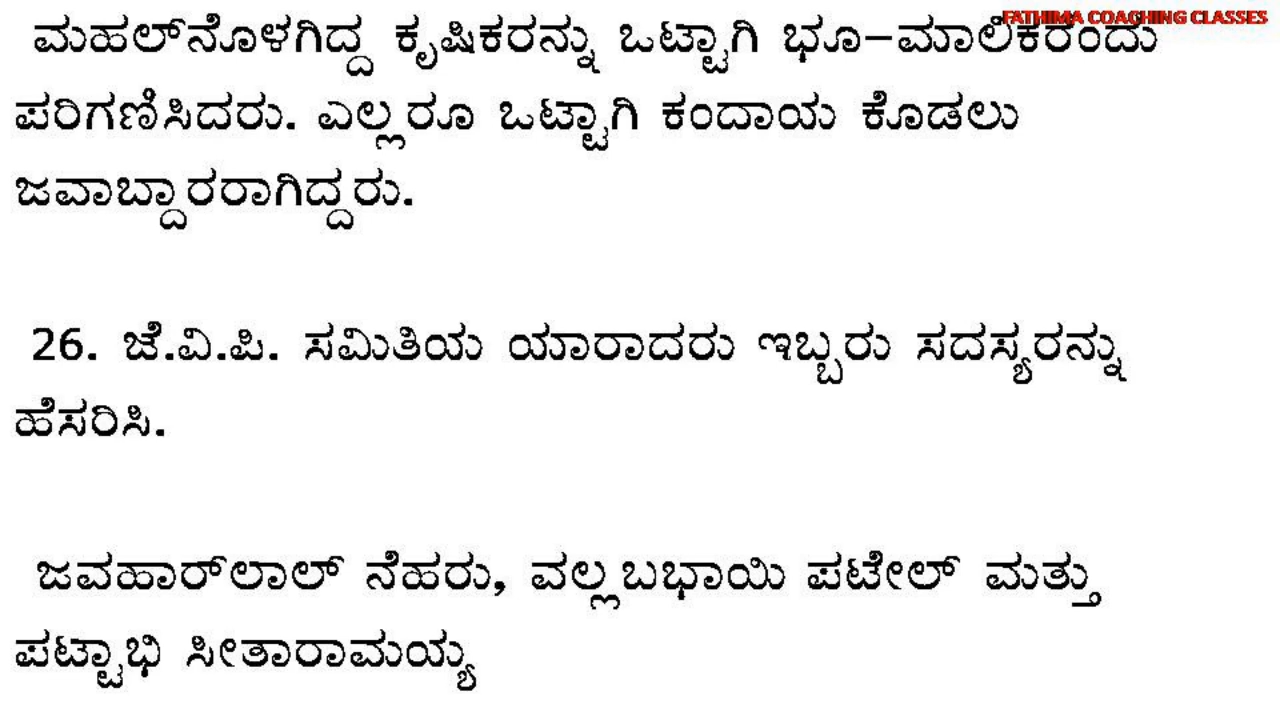 FATHIMA COACHING CLASSES
ಮಹಲ್‌ನೊಳಗಿದ್ದ ಕೃಷಿಕರನ್ನು ಒಟ್ಟಾಗಿ ಭೂ-ಮಾಲಿಕರೆಂದು
ಪರಿಗಣಿಸಿದರು. ಎಲ್ಲರೂ ಒಟ್ಟಾಗಿ ಕಂದಾಯ ಕೊಡಲು
ಜವಾಬ್ದಾರರಾಗಿದ್ದರು.
26. ಜೆ.ವಿ.ಪಿ. ಸಮಿತಿಯ ಯಾರಾದರು ಇಬ್ಬರು ಸದಸ್ಯರನ್ನು
ಹೆಸರಿಸಿ.
ಜವಹಾರ್‌ಲಾಲ್ ನೆಹರು, ವಲ್ಲಬಭಾಯಿ ಪಟೇಲ್ ಮತ್ತು
ಪಟ್ಟಾಭಿ ಸೀತಾರಾಮಯ್ಯ